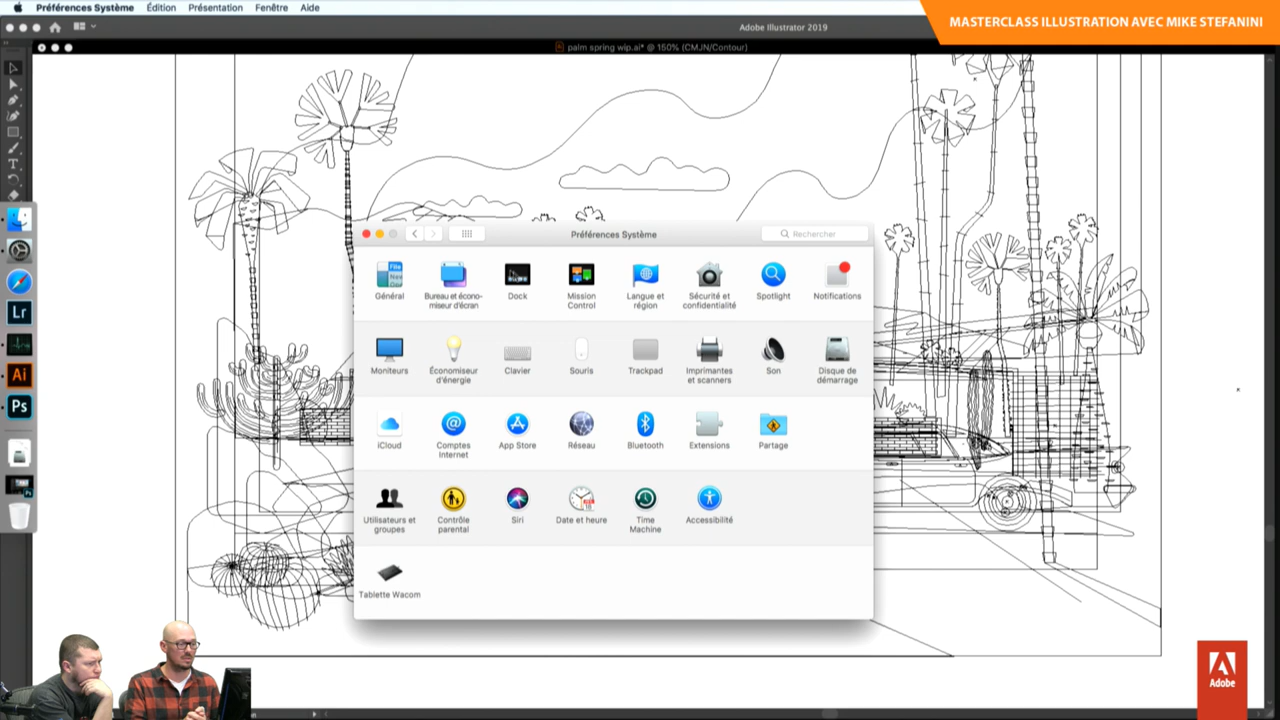 Préférences Système Édition Présentation Fenêtre Aide
MASTERCLASS ILLUSTRATION AVEC MIKE STEFANINI
Adobe Illustrator 2019
palm spring wip.ai* @ 150% (CMJN/Contour)
Préférences Système
Rechercher
Général
Bureau et écono-
miseur d'écran
Dock
Mission
Control
Langue et
région
Sécurité et
confidentialité
Spotlight
Notifications
Moniteurs
Économiseur
d'énergie
Clavier
Souris
Trackpad
Imprimantes
et scanners
Son
Disque de
démarrage
iCloud
Comptes
Internet
App Store
Réseau
Bluetooth
Extensions
Partage
Utilisateurs et
groupes
Contrôle
parental
Siri
Date et heure
Time
Machine
Accessibilité
Tablette Wacom
Lr
Ai
Ps
Adobe